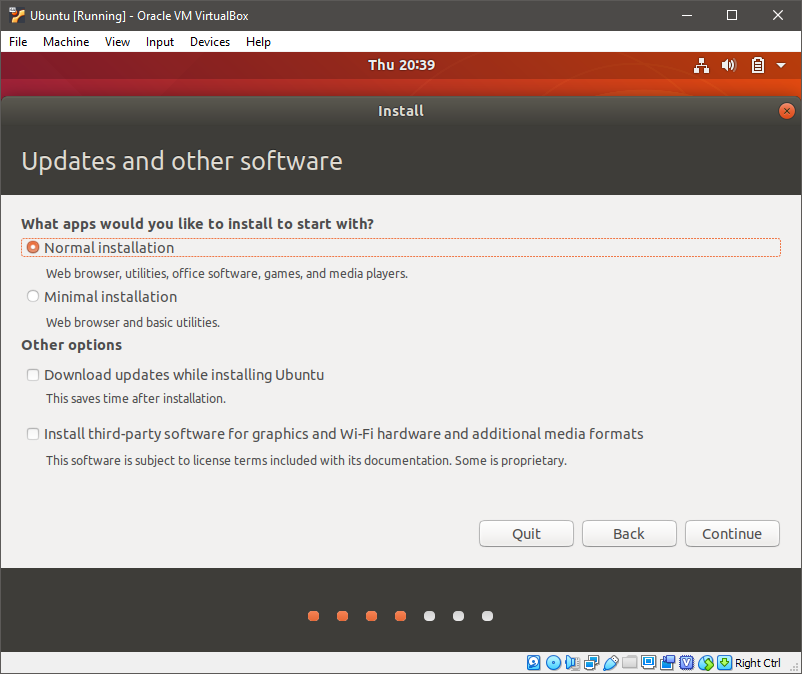 Ubuntu [Running] - Oracle VM VirtualBox
File Machine View Input Devices Help
Thu 20:39
Install
Updates and other software
What apps would you like to install to start with?
Normal installation
Web browser, utilities, office software, games, and media players.
Minimal installation
Web browser and basic utilities.
Other options
Download updates while installing Ubuntu
This saves time after installation.
Install third-party software for graphics and Wi-Fi hardware and additional media formats
This software is subject to license terms included with its documentation. Some is proprietary.
Quit Back Continue
Right Ctrl